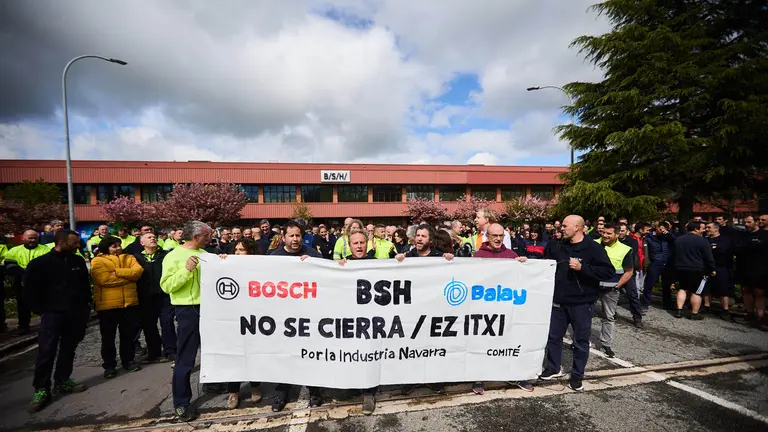 B/S/H/
BOSCH BSH Balay
NO SE CIERRA / EZ ITXI
Por la Industria Navarra COMITÉ